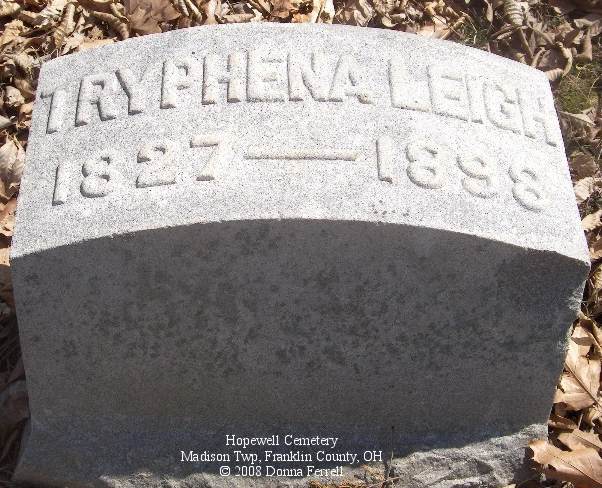 TRYPHENA LEIGH
1827 — 1898
Hopewell Cemetery
Madison Twp, Franklin County, OH
© 2008 Donna Ferrell